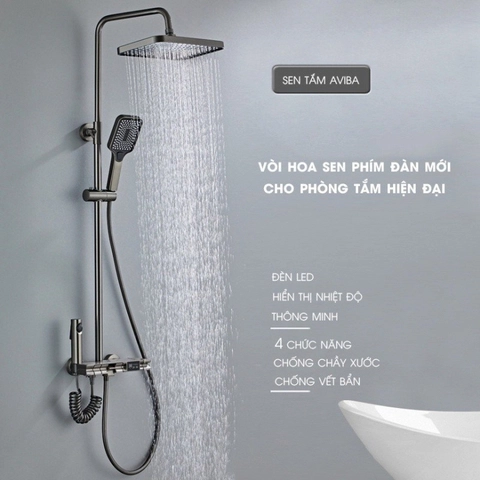 SEN TẮM AVIBA
VÒI HOA SEN PHÍM ĐÀN MỚI
CHO PHÒNG TẮM HIỆN ĐẠI
ĐÈN LED
HIỂN THỊ NHIỆT ĐỘ
THÔNG MINH
4 CHỨC NĂNG
CHỐNG CHẦY XƯỚC
CHỐNG VẾT BẨN